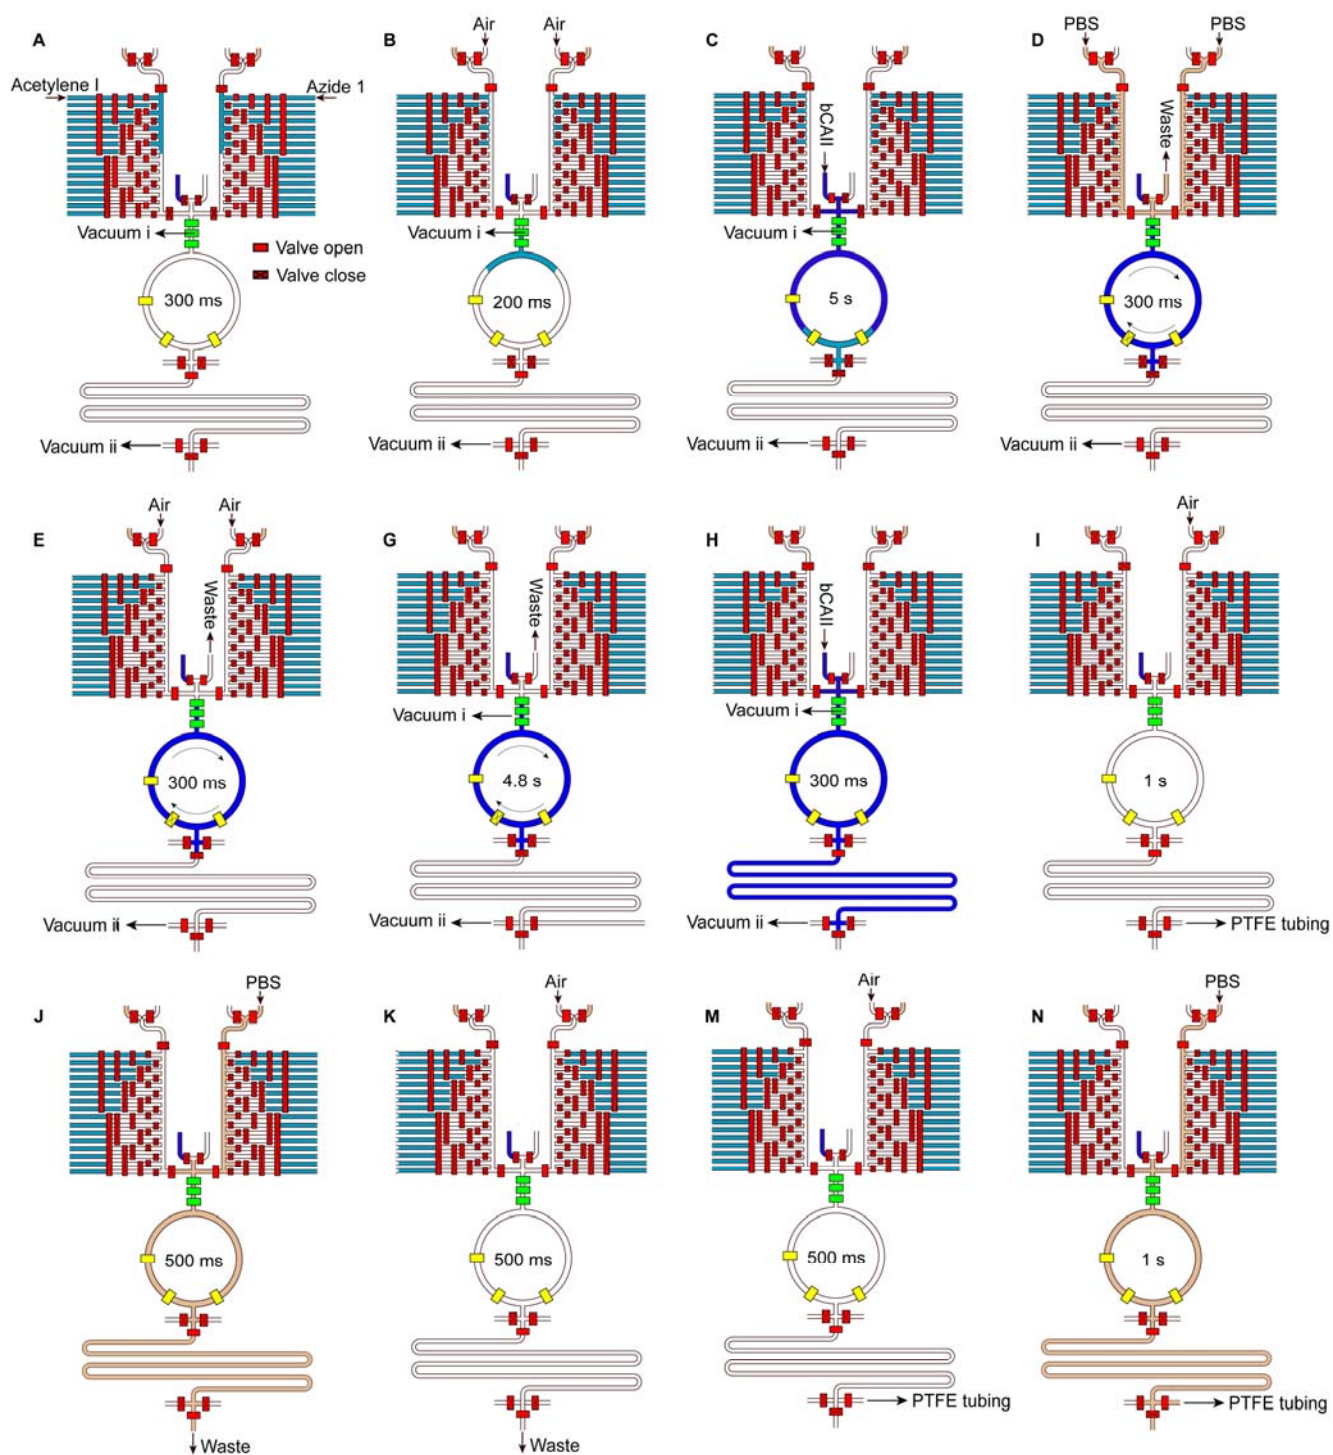 A
Acetylene I
Azide 1
Vacuum i
Valve open
Valve close
300 ms
Vacuum ii
B
Air
Air
Vacuum i
200 ms
Vacuum ii
C
bCAII
Vacuum i
5 s
Vacuum ii
D
PBS
PBS
Waste
300 ms
Vacuum ii
E
Air
Air
Waste
300 ms
Vacuum ii
G
Waste
Vacuum i
4.8 s
Vacuum ii
H
bCAII
Vacuum i
300 ms
Vacuum ii
I
Air
1 s
PTFE tubing
J
PBS
500 ms
Waste
K
Air
500 ms
Waste
M
Air
500 ms
PTFE tubing
N
PBS
1 s
PTFE tubing